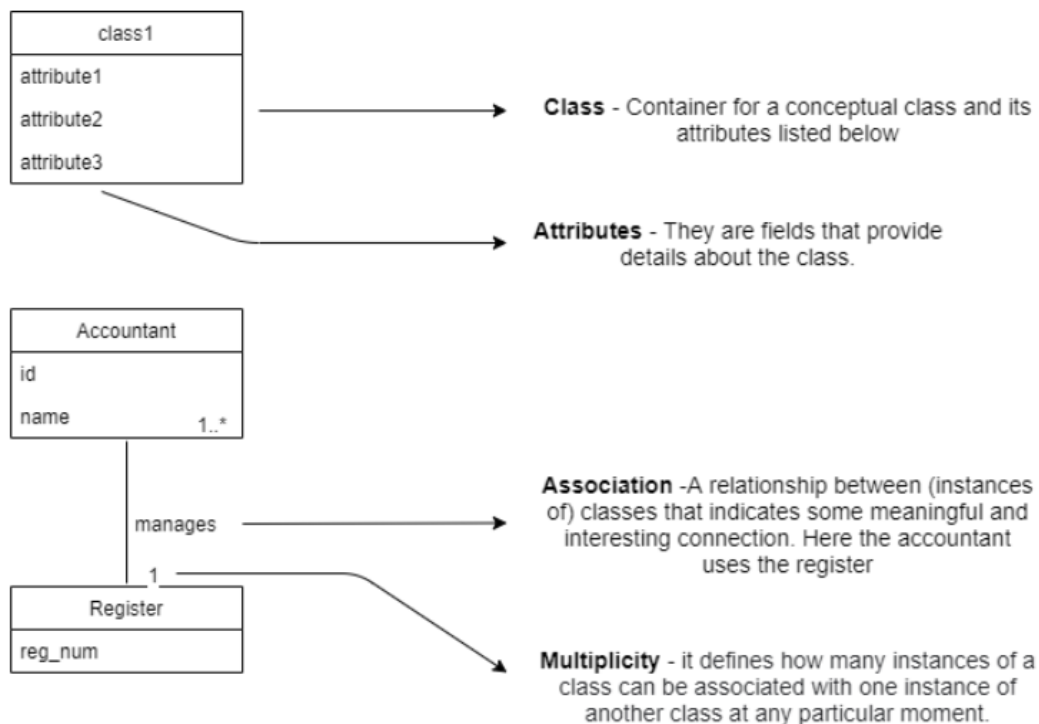 class1
attribute1
attribute2
attribute3
Class - Container for a conceptual class and its
attributes listed below
Attributes - They are fields that provide
details about the class.
Accountant
id
name
1..*
manages
1
Register
reg_num
Association -A relationship between (instances
of) classes that indicates some meaningful and
interesting connection. Here the accountant
uses the register
Multiplicity - it defines how many instances of a
class can be associated with one instance of
another class at any particular moment.